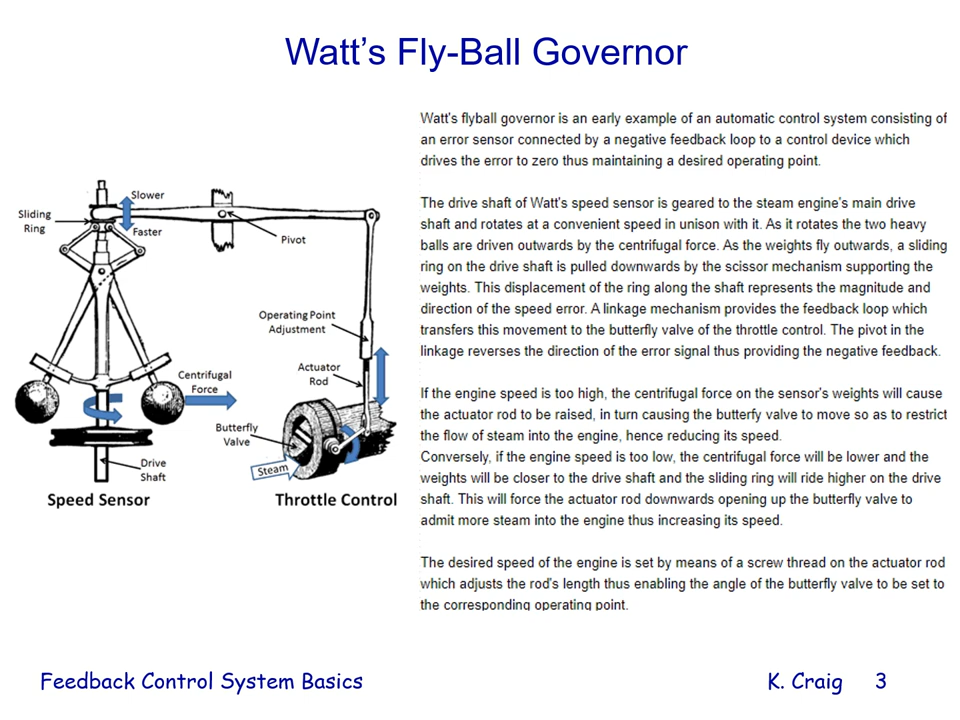 Watt's Fly-Ball Governor
Watt's flyball governor is an early example of an automatic control system consisting of
an error sensor connected by a negative feedback loop to a control device which
drives the error to zero thus maintaining a desired operating point.
The drive shaft of Watt's speed sensor is geared to the steam engine's main drive
shaft and rotates at a convenient speed in unison with it. As it rotates the two heavy
balls are driven outwards by the centrifugal force. As the weights fly outwards, a sliding
ring on the drive shaft is pulled downwards by the scissor mechanism supporting the
weights. This displacement of the ring along the shaft represents the magnitude and
direction of the speed error. A linkage mechanism provides the feedback loop which
transfers this movement to the butterfly valve of the throttle control. The pivot in the
linkage reverses the direction of the error signal thus providing the negative feedback.
If the engine speed is too high, the centrifugal force on the sensor's weights will cause
the actuator rod to be raised, in turn causing the butterfy valve to move so as to restrict
the flow of steam into the engine, hence reducing its speed.
Conversely, if the engine speed is too low, the centrifugal force will be lower and the
weights will be closer to the drive shaft and the sliding ring will ride higher on the drive
shaft. This will force the actuator rod downwards opening up the butterfly valve to
admit more steam into the engine thus increasing its speed.
The desired speed of the engine is set by means of a screw thread on the actuator rod
which adjusts the rod's length thus enabling the angle of the butterfly valve to be set to
the corresponding operating point.
Slower
Sliding
Ring
Faster
Pivot
Operating Point
Adjustment
Actuator
Rod
Centrifugal
Force
Butterfly
Valve
Steam
Drive
Shaft
Speed Sensor
Throttle Control
Feedback Control System Basics
K. Craig 3